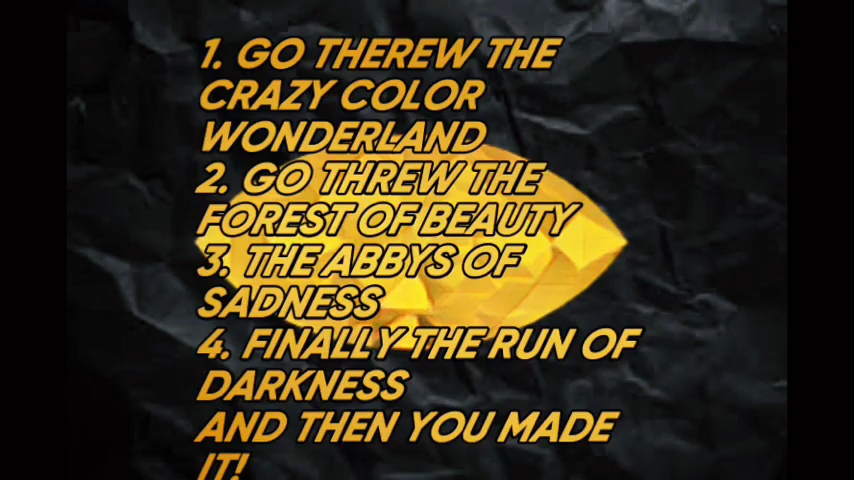 1. GO THEREW THE
CRAZY COLOR
WONDERLAND
2. GO THREW THE
FOREST OF BEAUTY
3. THE ABBYS OF
SADNESS
4. FINALLY THE RUN OF
DARKNESS
AND THEN YOU MADE
IT!